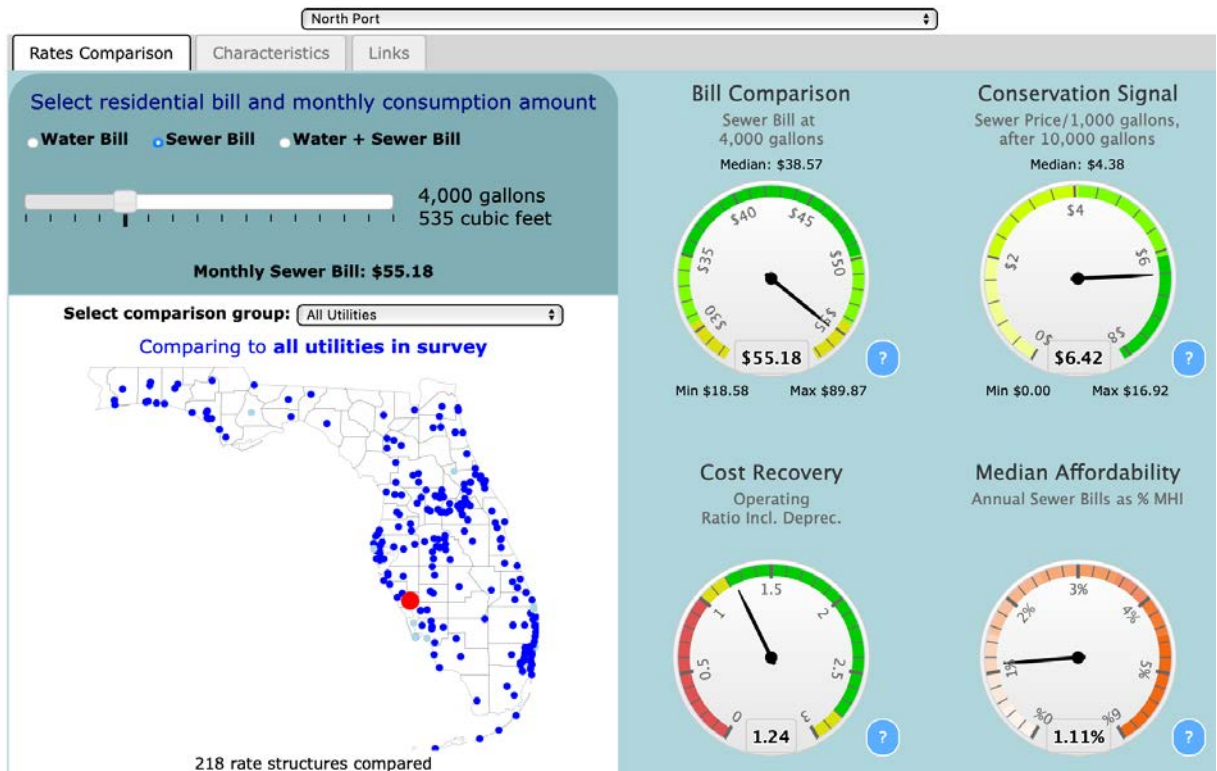 North Port
Rates Comparison
Characteristics
Links
Select residential bill and monthly consumption amount
Water Bill
Sewer Bill
Water + Sewer Bill
4,000 gallons
535 cubic feet
Monthly Sewer Bill: $55.18
Select comparison group:
All Utilities
Comparing to all utilities in survey
218 rate structures compared
Bill Comparison
Sewer Bill at
4,000 gallons
Median: $38.57
$30
$35
$40
$45
$50
$55
$55.18
?
Min $18.58
Max $89.87
Conservation Signal
Sewer Price/1,000 gallons,
after 10,000 gallons
Median: $4.38
$0
$2
$4
$6
$8
$6.42
?
Min $0.00
Max $16.92
Cost Recovery
Operating
Ratio Incl. Deprec.
0
0.5
1
1.5
2
2.5
3
1.24
?
Median Affordability
Annual Sewer Bills as % MHI
0%
1%
2%
3%
4%
5%
6%
1.11%
?